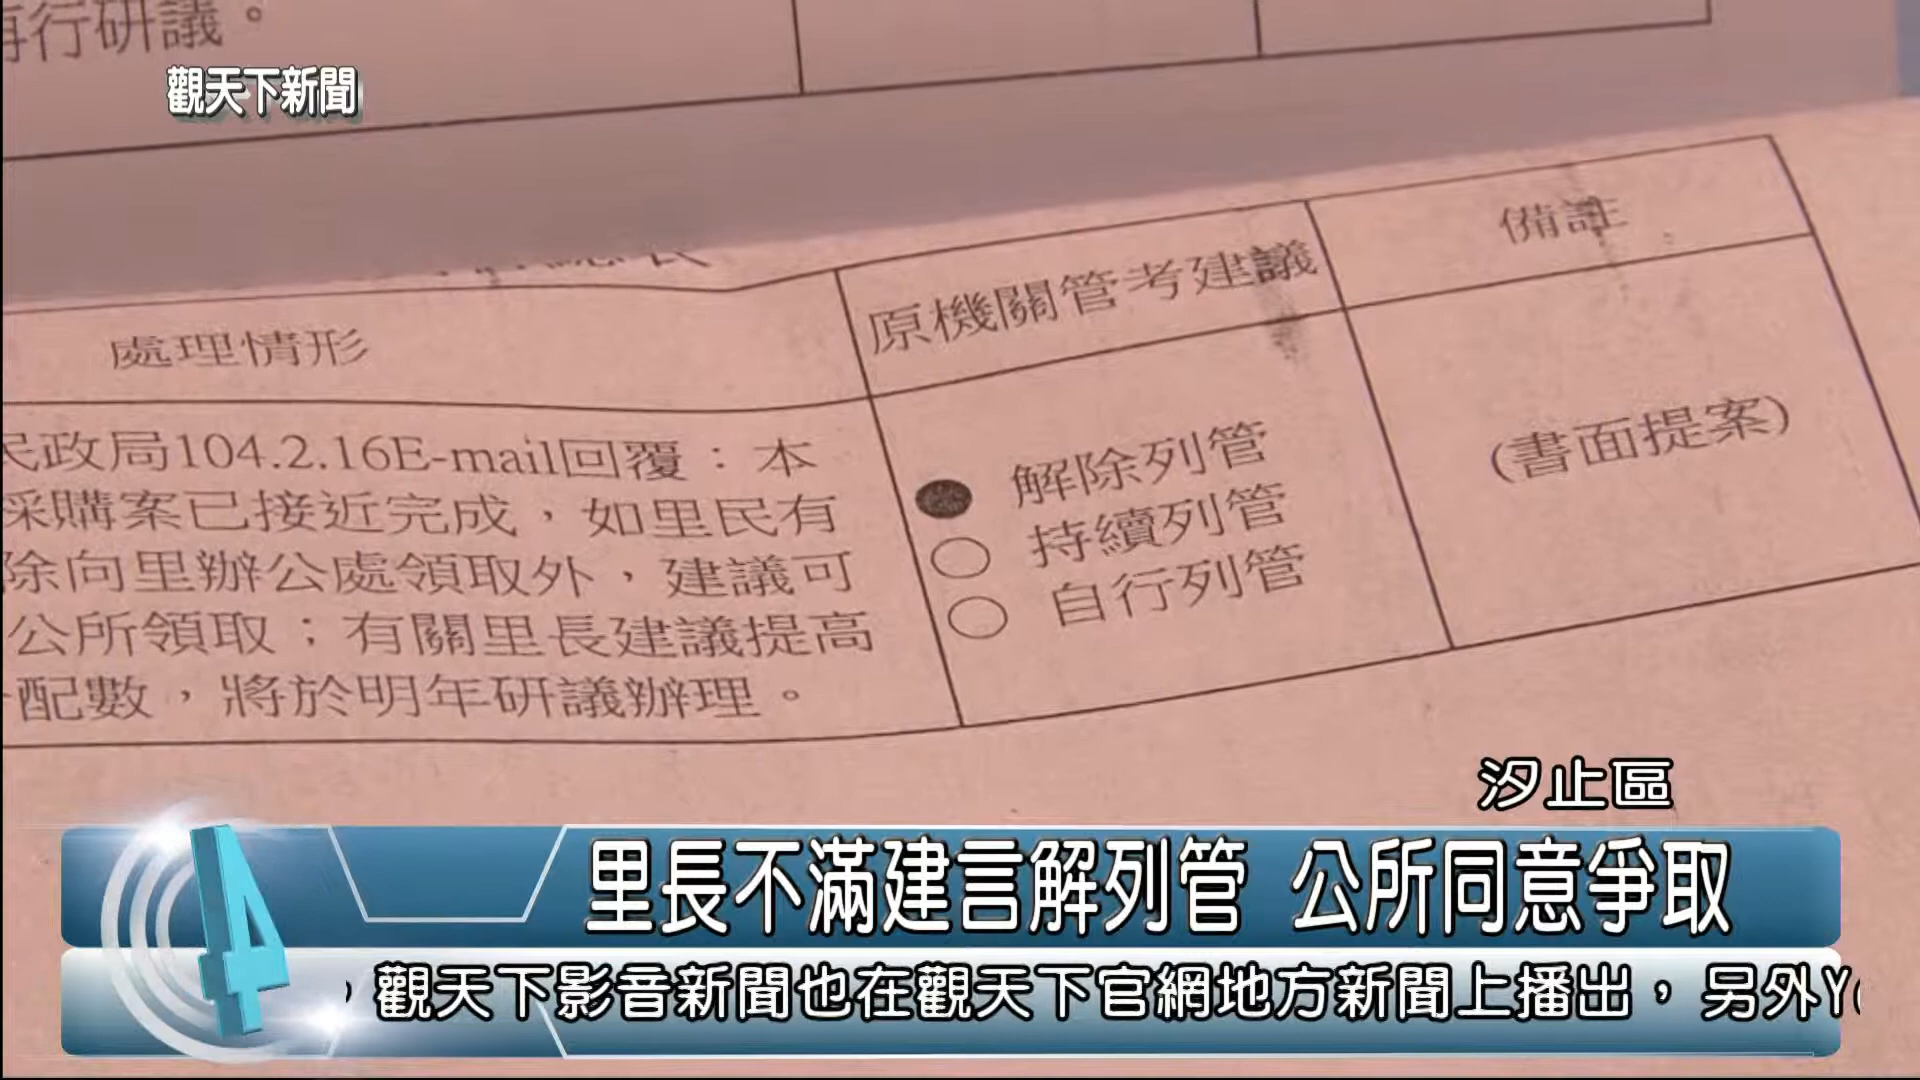 再行研議。
觀天下新聞
處理情形
原機關管考建議
備註
民政局104.2.16E-mail回覆：本
採購案已接近完成，如里民有
除向里辦公處領取外，建議可
公所領取；有關里長建議提高
配數，將於明年研議辦理。
解除列管
持續列管
自行列管
(書面提案)
汐止區
4
里長不滿建言解列管 公所同意爭取
，觀天下影音新聞也在觀天下官網地方新聞上播出，另外Yo